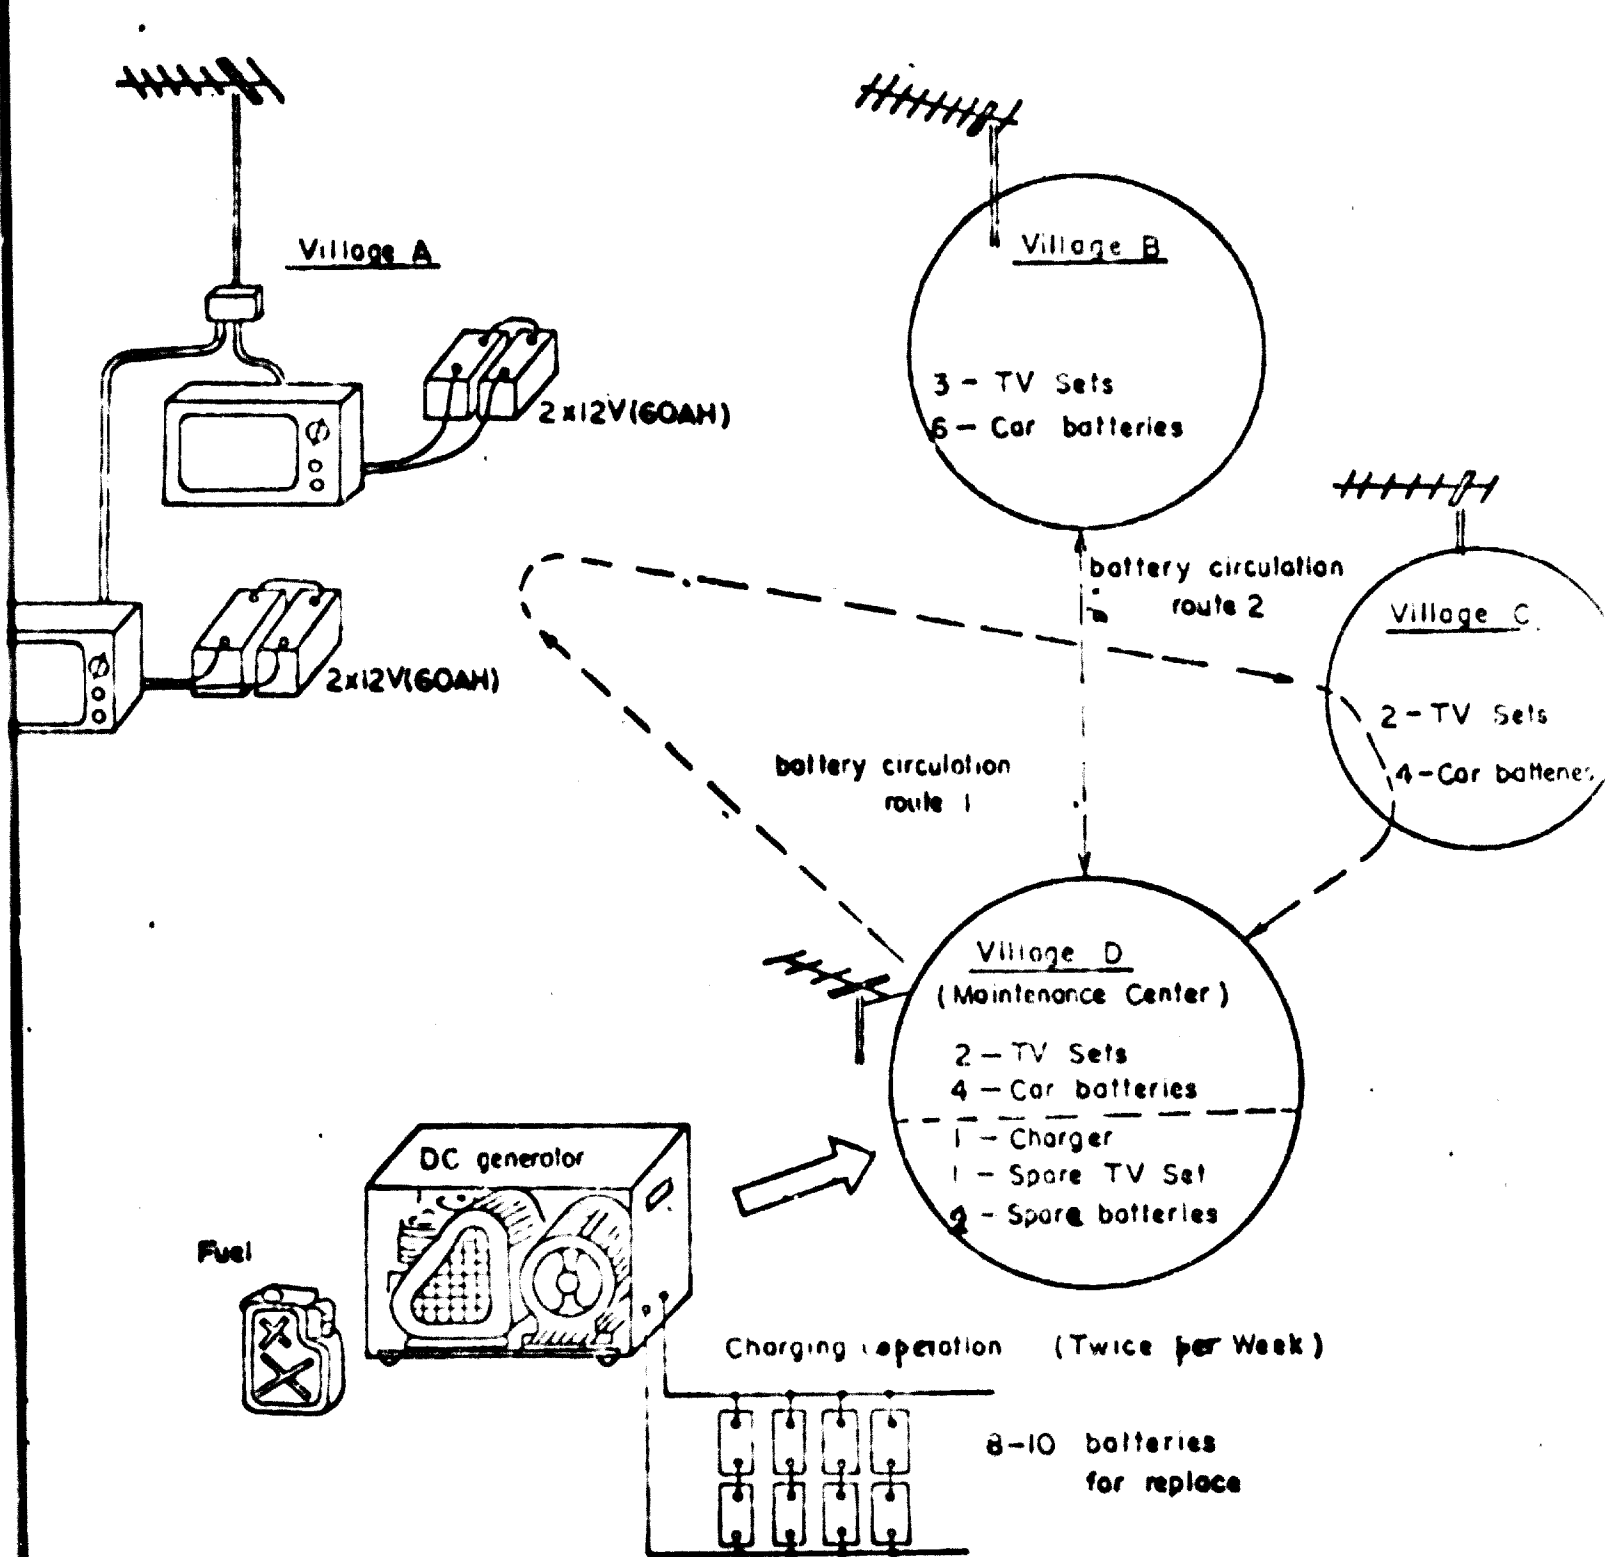 Village A
2x12V(60AH)
2x12V(60AH)
Village B
3 - TV Sets
6 - Car batteries
battery circulation
route 2
Village C
2 - TV Sets
4 - Car batteries
battery circulation
route 1
Village D
(Maintenance Center)
2 - TV Sets
4 - Car batteries
1 - Charger
1 - Spare TV Set
- Spare batteries
DC generator
Fuel
Charging operation (Twice per Week)
8-10 batteries
for replace